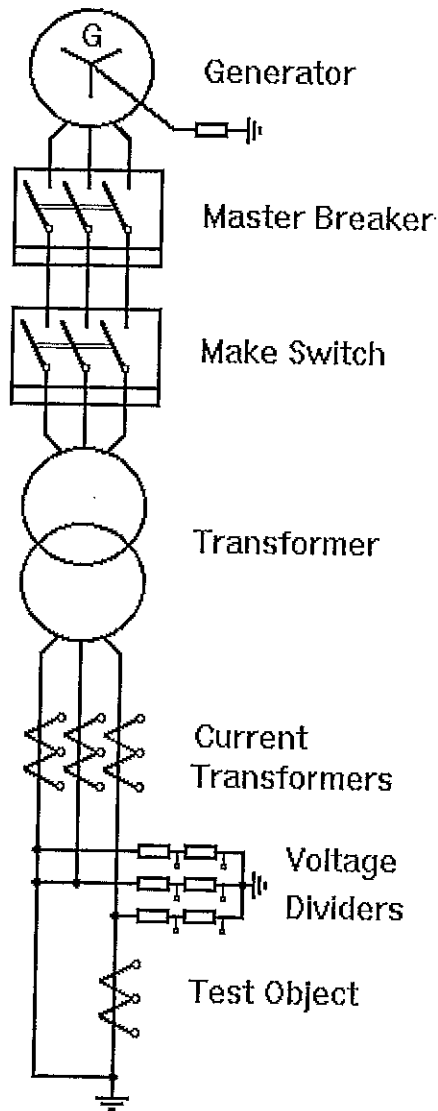 G
Generator
Master Breaker
Make Switch
Transformer
Current
Transformers
Voltage
Dividers
Test Object